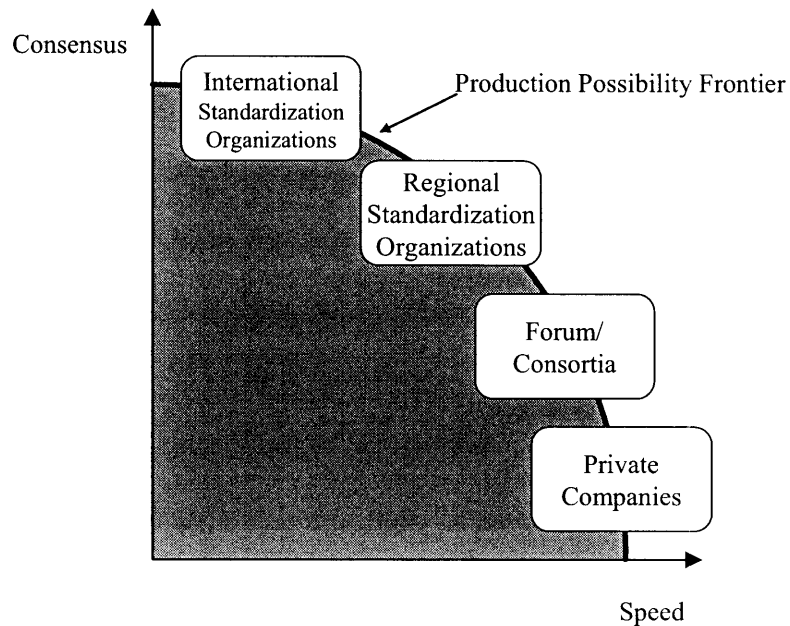 Consensus
International
Standardization
Organizations
Production Possibility Frontier
Regional
Standardization
Organizations
Forum/
Consortia
Private
Companies
Speed